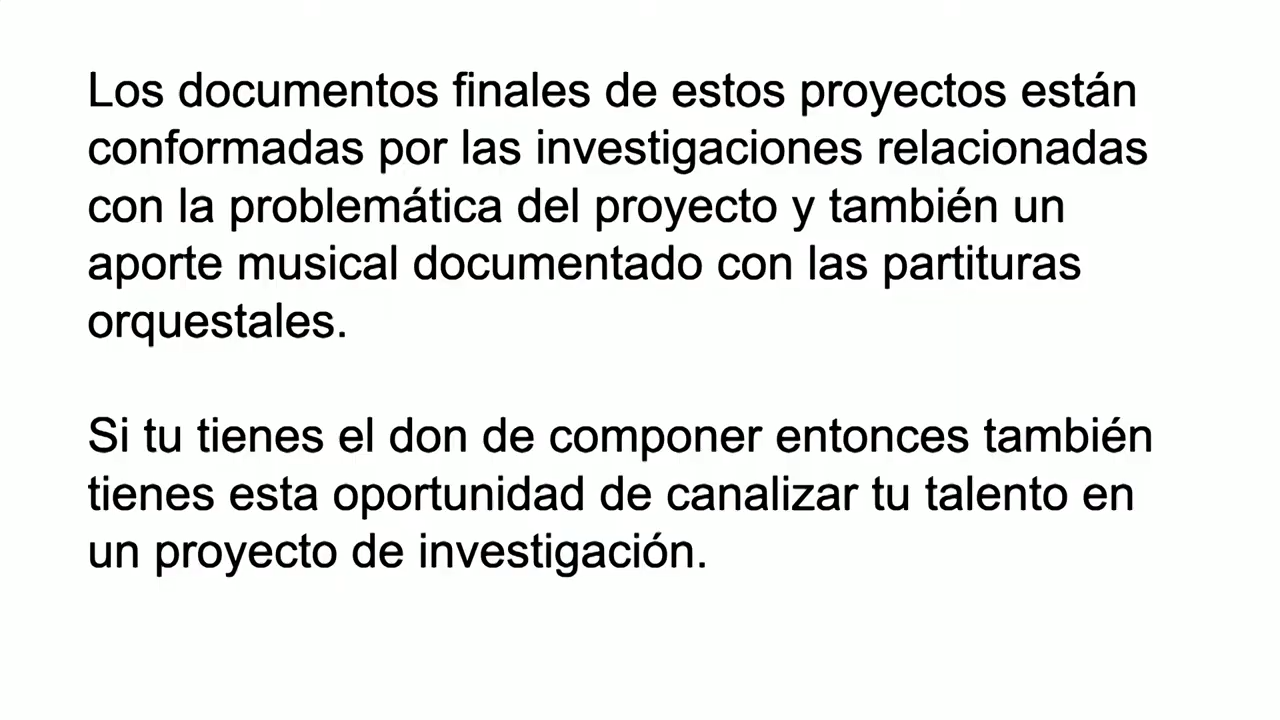 Los documentos finales de estos proyectos están
conformadas por las investigaciones relacionadas
con la problemática del proyecto y también un
aporte musical documentado con las partituras
orquestales.
Si tu tienes el don de componer entonces también
tienes esta oportunidad de canalizar tu talento en
un proyecto de investigación.